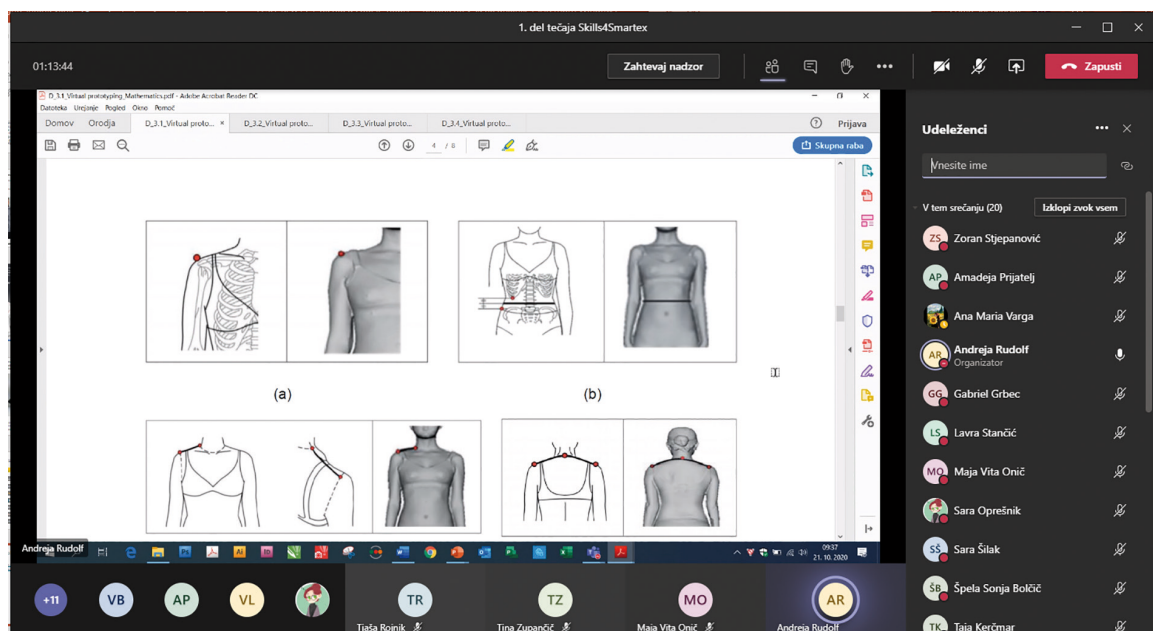 1. del tečaja Skills4Smartex
01:13:44
Zahtevaj nadzor
Zapusti
D_3.1_Virtual prototyping_Mathematics.pdf - Adobe Acrobat Reader DC
Datoteka Urejanje Pogled Okno Pomoč
Domov Orodja D_3.1_Virtual proto... × D_3.2_Virtual proto... D_3.3_Virtual proto... D_3.4_Virtual proto... Prijava
4 / 8 Skupna raba
(a) (b)
Andreja Rudolf
09:37
21. 10. 2020
+11 VB AP VL TR TZ MO AR
Tjaša Rojnik Tina Zupančič Maja Vita Onič Andreja Rudolf
Udeleženci
Vnesite ime
V tem srečanju (20) Izklopi zvok vsem
ZS Zoran Stjepanović
AP Amadeja Prijatelj
Ana Maria Varga
AR Andreja Rudolf
Organizator
GG Gabriel Grbec
LS Lavra Stančić
MO Maja Vita Onič
Sara Oprešnik
SŠ Sara Šilak
ŠB Špela Sonja Bolčič
TK Taja Kerčmar